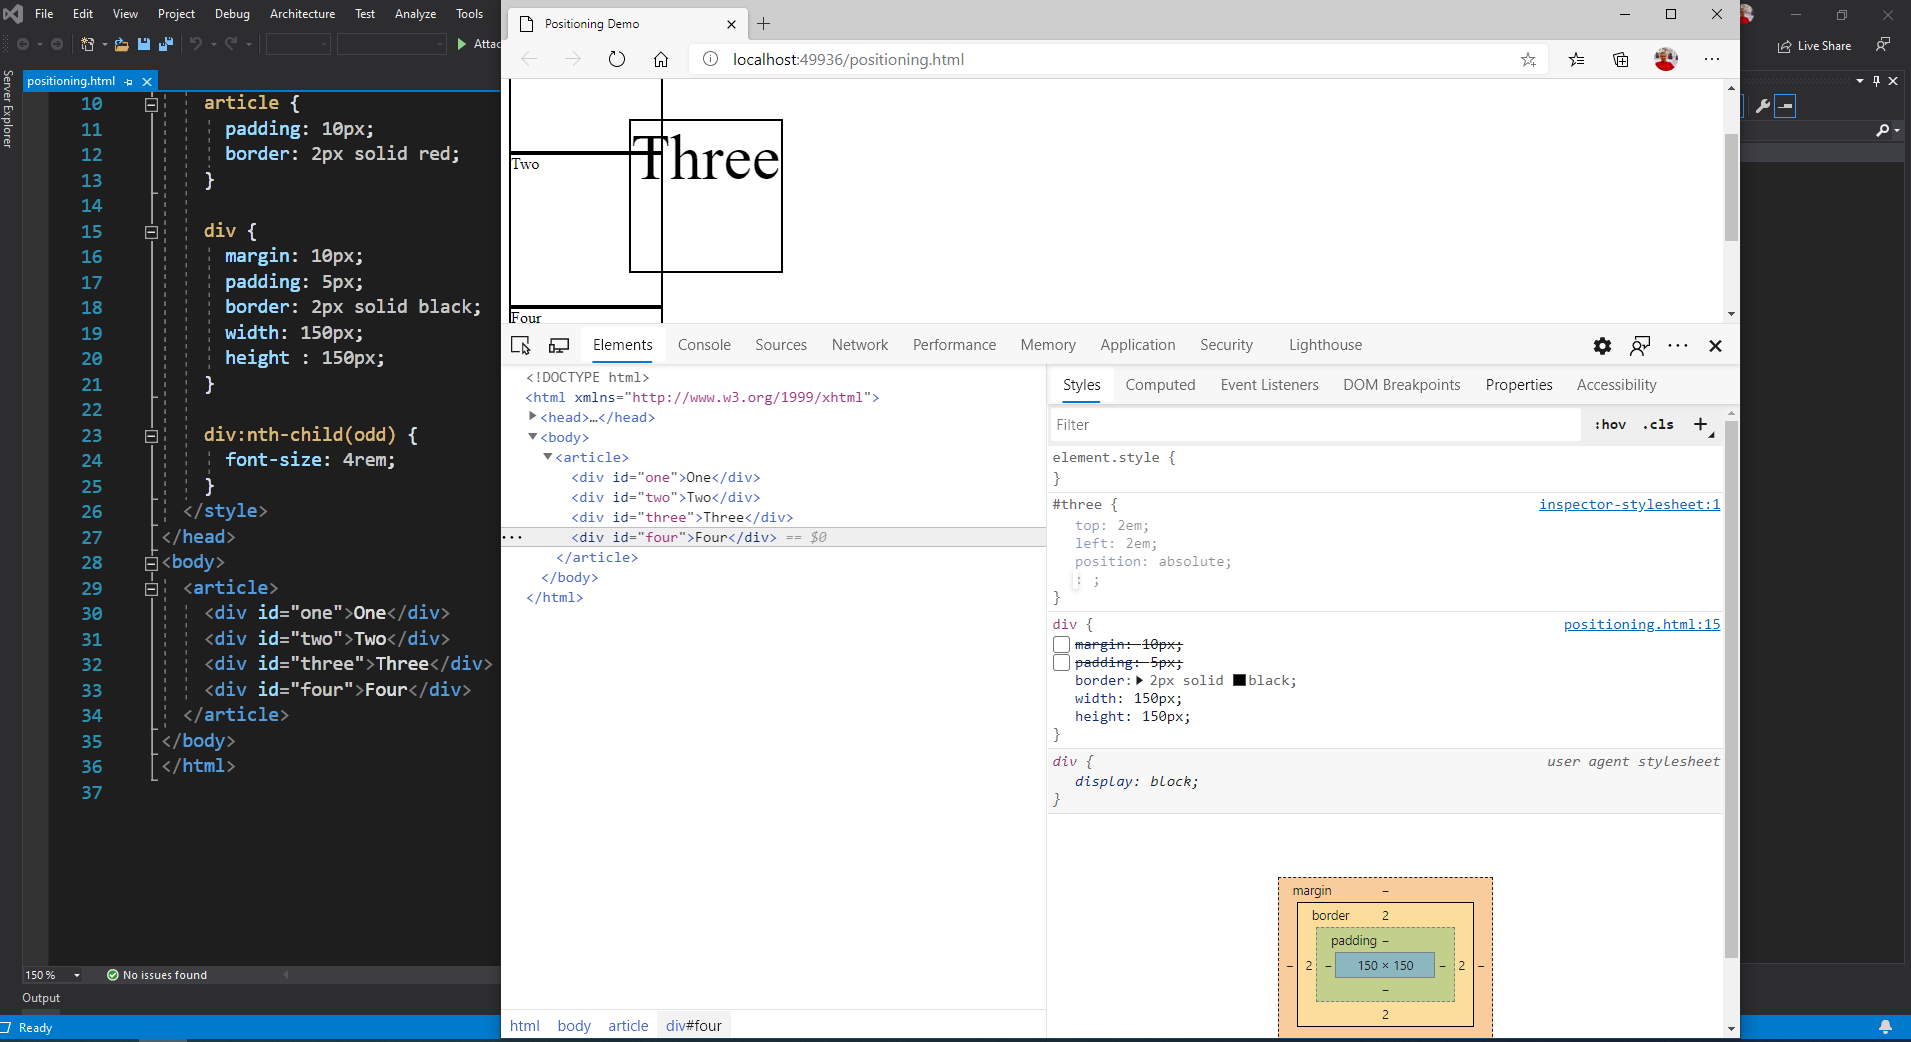 File Edit View Project Debug Architecture Test Analyze Tools
Attac
Server Explorer
positioning.html
10 article {
11 padding: 10px;
12 border: 2px solid red;
13 }
14
15 div {
16 margin: 10px;
17 padding: 5px;
18 border: 2px solid black;
19 width: 150px;
20 height : 150px;
21 }
22
23 div:nth-child(odd) {
24 font-size: 4rem;
25 }
26 </style>
27 </head>
28 <body>
29 <article>
30 <div id="one">One</div>
31 <div id="two">Two</div>
32 <div id="three">Three</div>
33 <div id="four">Four</div>
34 </article>
35 </body>
36 </html>
37
150 % No issues found
Output
Ready
Positioning Demo
localhost:49936/positioning.html
Live Share
Three
Two
Four
Elements Console Sources Network Performance Memory Application Security Lighthouse
<!DOCTYPE html>
<html xmlns="http://www.w3.org/1999/xhtml">
<head>…</head>
<body>
<article>
<div id="one">One</div>
<div id="two">Two</div>
<div id="three">Three</div>
... <div id="four">Four</div> == $0
</article>
</body>
</html>
html body article div#four
Styles Computed Event Listeners DOM Breakpoints Properties Accessibility
Filter :hov .cls +
element.style {
}
#three { inspector-stylesheet:1
top: 2em;
left: 2em;
position: absolute;
: ;
}
div { positioning.html:15
margin: 10px;
padding: 5px;
border: 2px solid black;
width: 150px;
height: 150px;
}
div { user agent stylesheet
display: block;
}
margin –
border 2
padding –
– 2 – 150 × 150 – 2 –
–
2